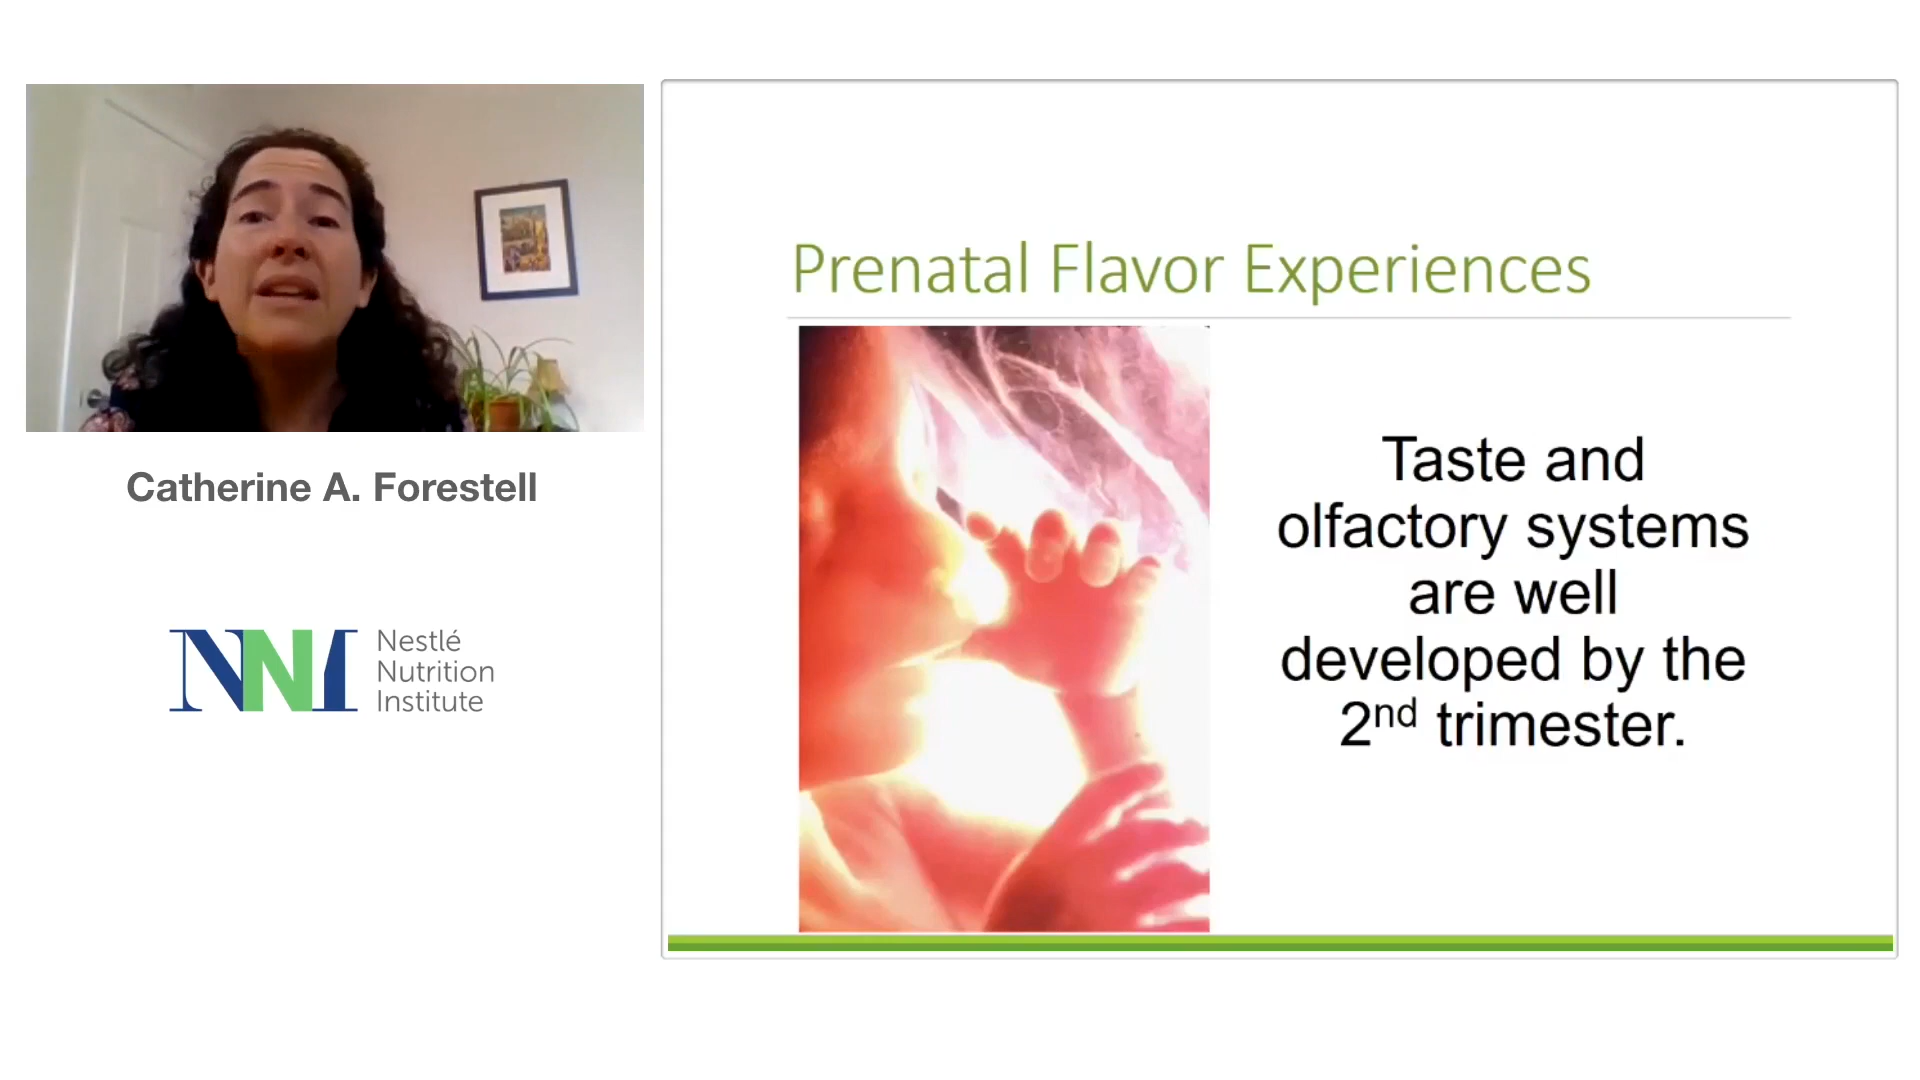 Catherine A. Forestell
NNI
Nestlé
Nutrition
Institute
Prenatal Flavor Experiences
Taste and
olfactory systems
are well
developed by the
2nd trimester.